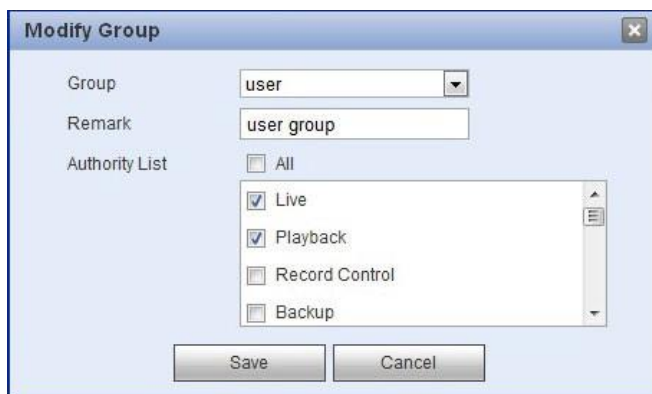 Modify Group
Group user
Remark user group
Authority List All
Live
Playback
Record Control
Backup
Save Cancel